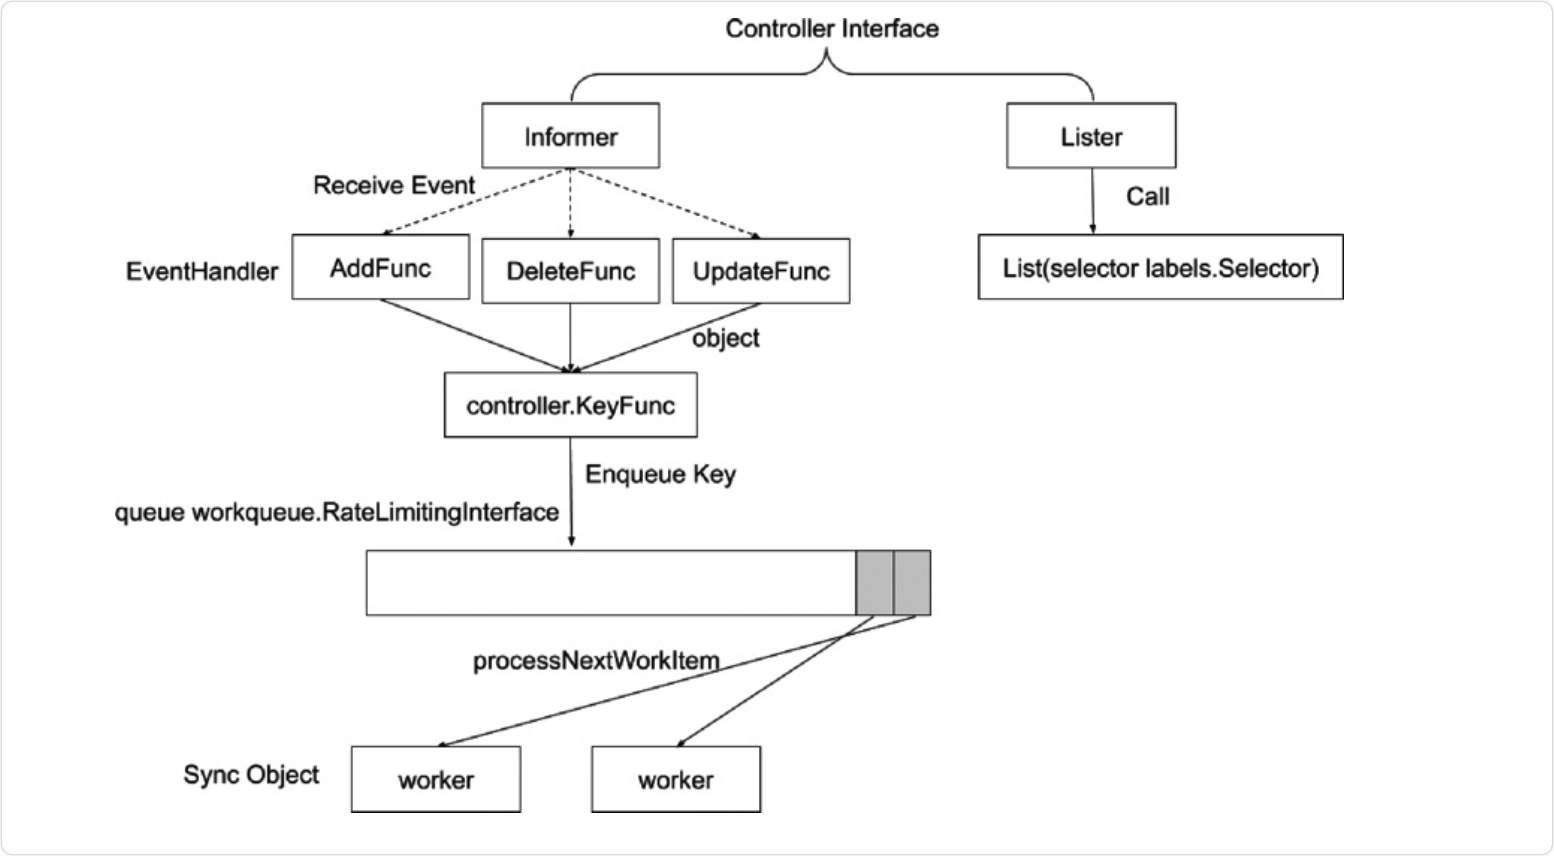 Controller Interface
Informer
Lister
Receive Event
Call
EventHandler
AddFunc
DeleteFunc
UpdateFunc
List(selector labels.Selector)
object
controller.KeyFunc
Enqueue Key
queue workqueue.RateLimitingInterface
processNextWorkItem
Sync Object
worker
worker